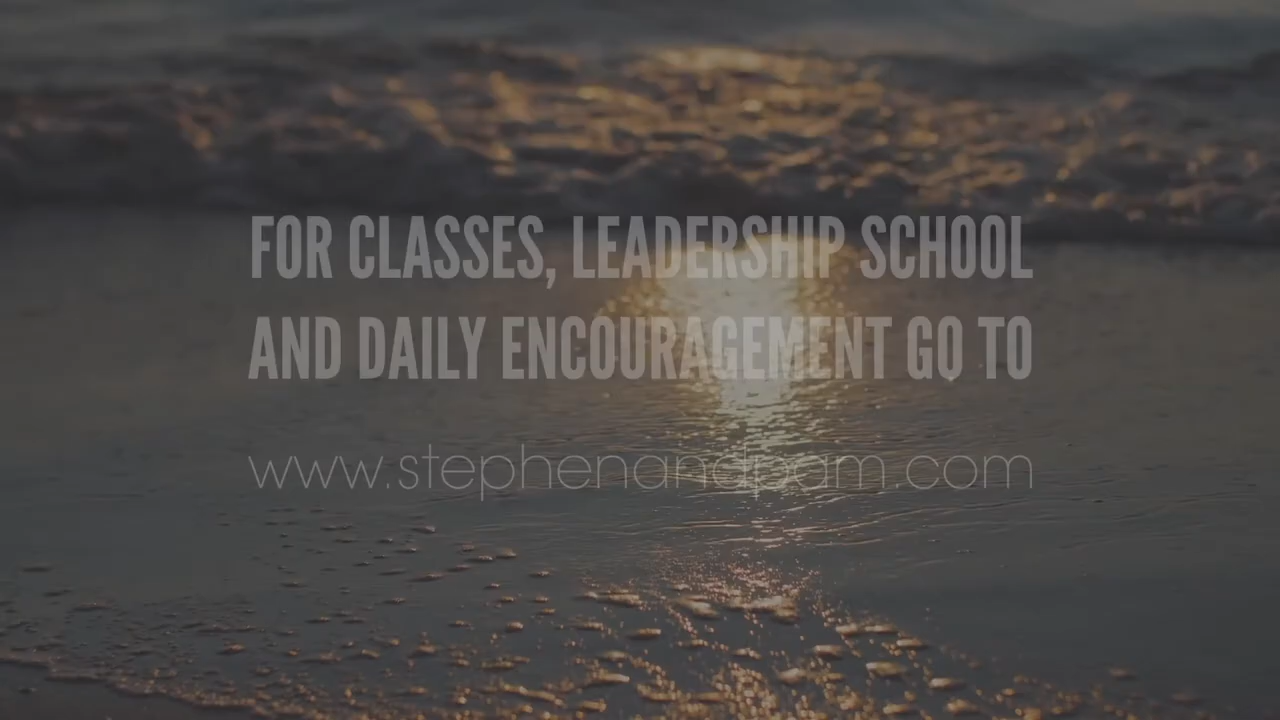 FOR CLASSES, LEADERSHIP SCHOOL
AND DAILY ENCOURAGEMENT GO TO
www.stephenandpam.com